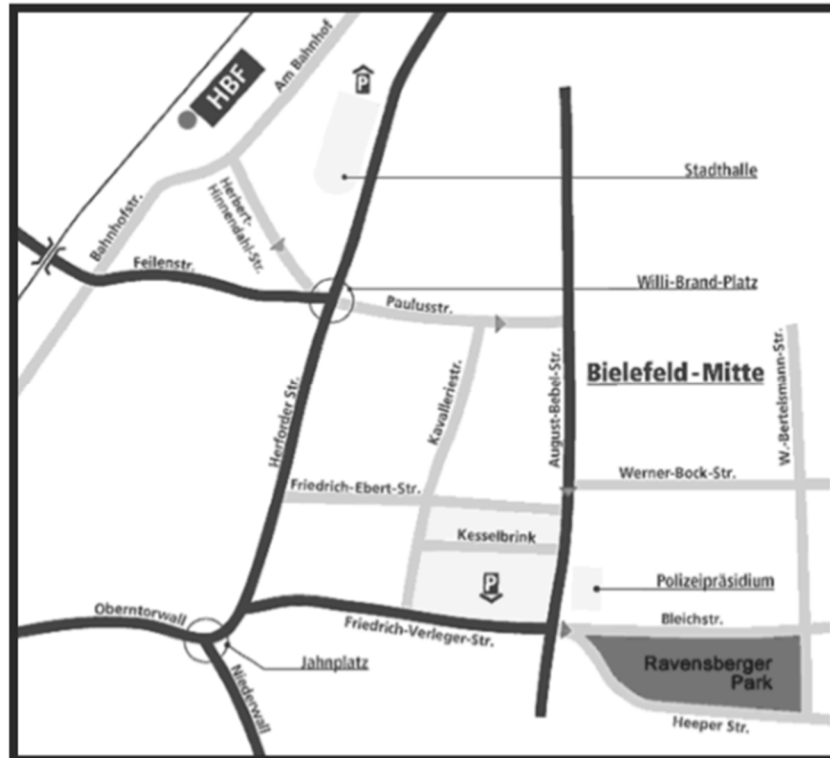 HBF
Am Bahnhof
P
Stadthalle
Herbert-
Hinnendahl-Str.
Bahnhofstr.
Feilenstr.
Willi-Brand-Platz
Paulusstr.
Bielefeld-Mitte
Kavalleriestr.
August-Bebel-Str.
W.-Bertelsmann-Str.
Herforder Str.
Werner-Bock-Str.
Friedrich-Ebert-Str.
Kesselbrink
P
Polizeipräsidium
Oberntorwall
Bleichstr.
Friedrich-Verleger-Str.
Jahnplatz
Ravensberger
Park
Niederwall
Heeper Str.